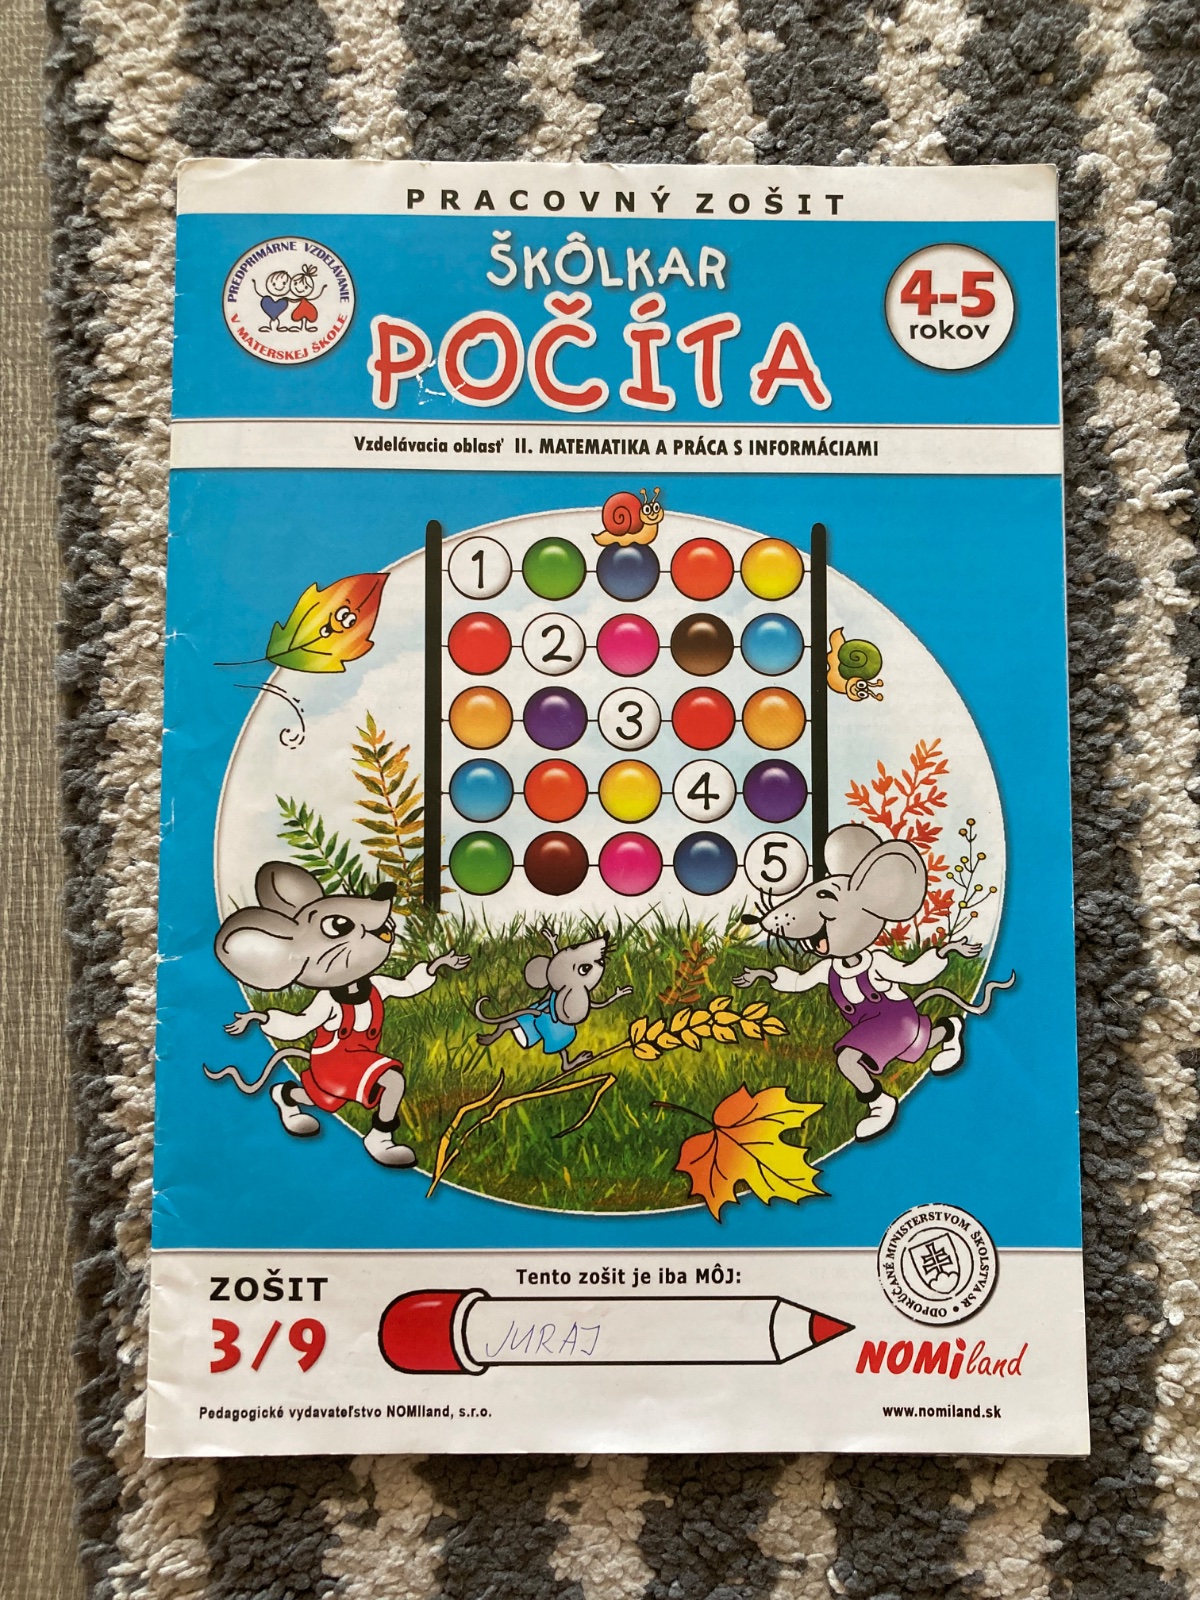 PRACOVNÝ ZOŠIT
PREDPRIMÁRNE VZDELÁVANIE
V MATERSKEJ ŠKOLE
ŠKÔLKAR
POČÍTA
4-5
rokov
Vzdelávacia oblasť II. MATEMATIKA A PRÁCA S INFORMÁCIAMI
1
2
3
4
5
ZOŠIT
3/9
Tento zošit je iba MÔJ:
JURAJ
ODPORÚČANÉ MINISTERSTVOM ŠKOLSTVA SR •
NOMiland
Pedagogické vydavateľstvo NOMIland, s.r.o.
www.nomiland.sk